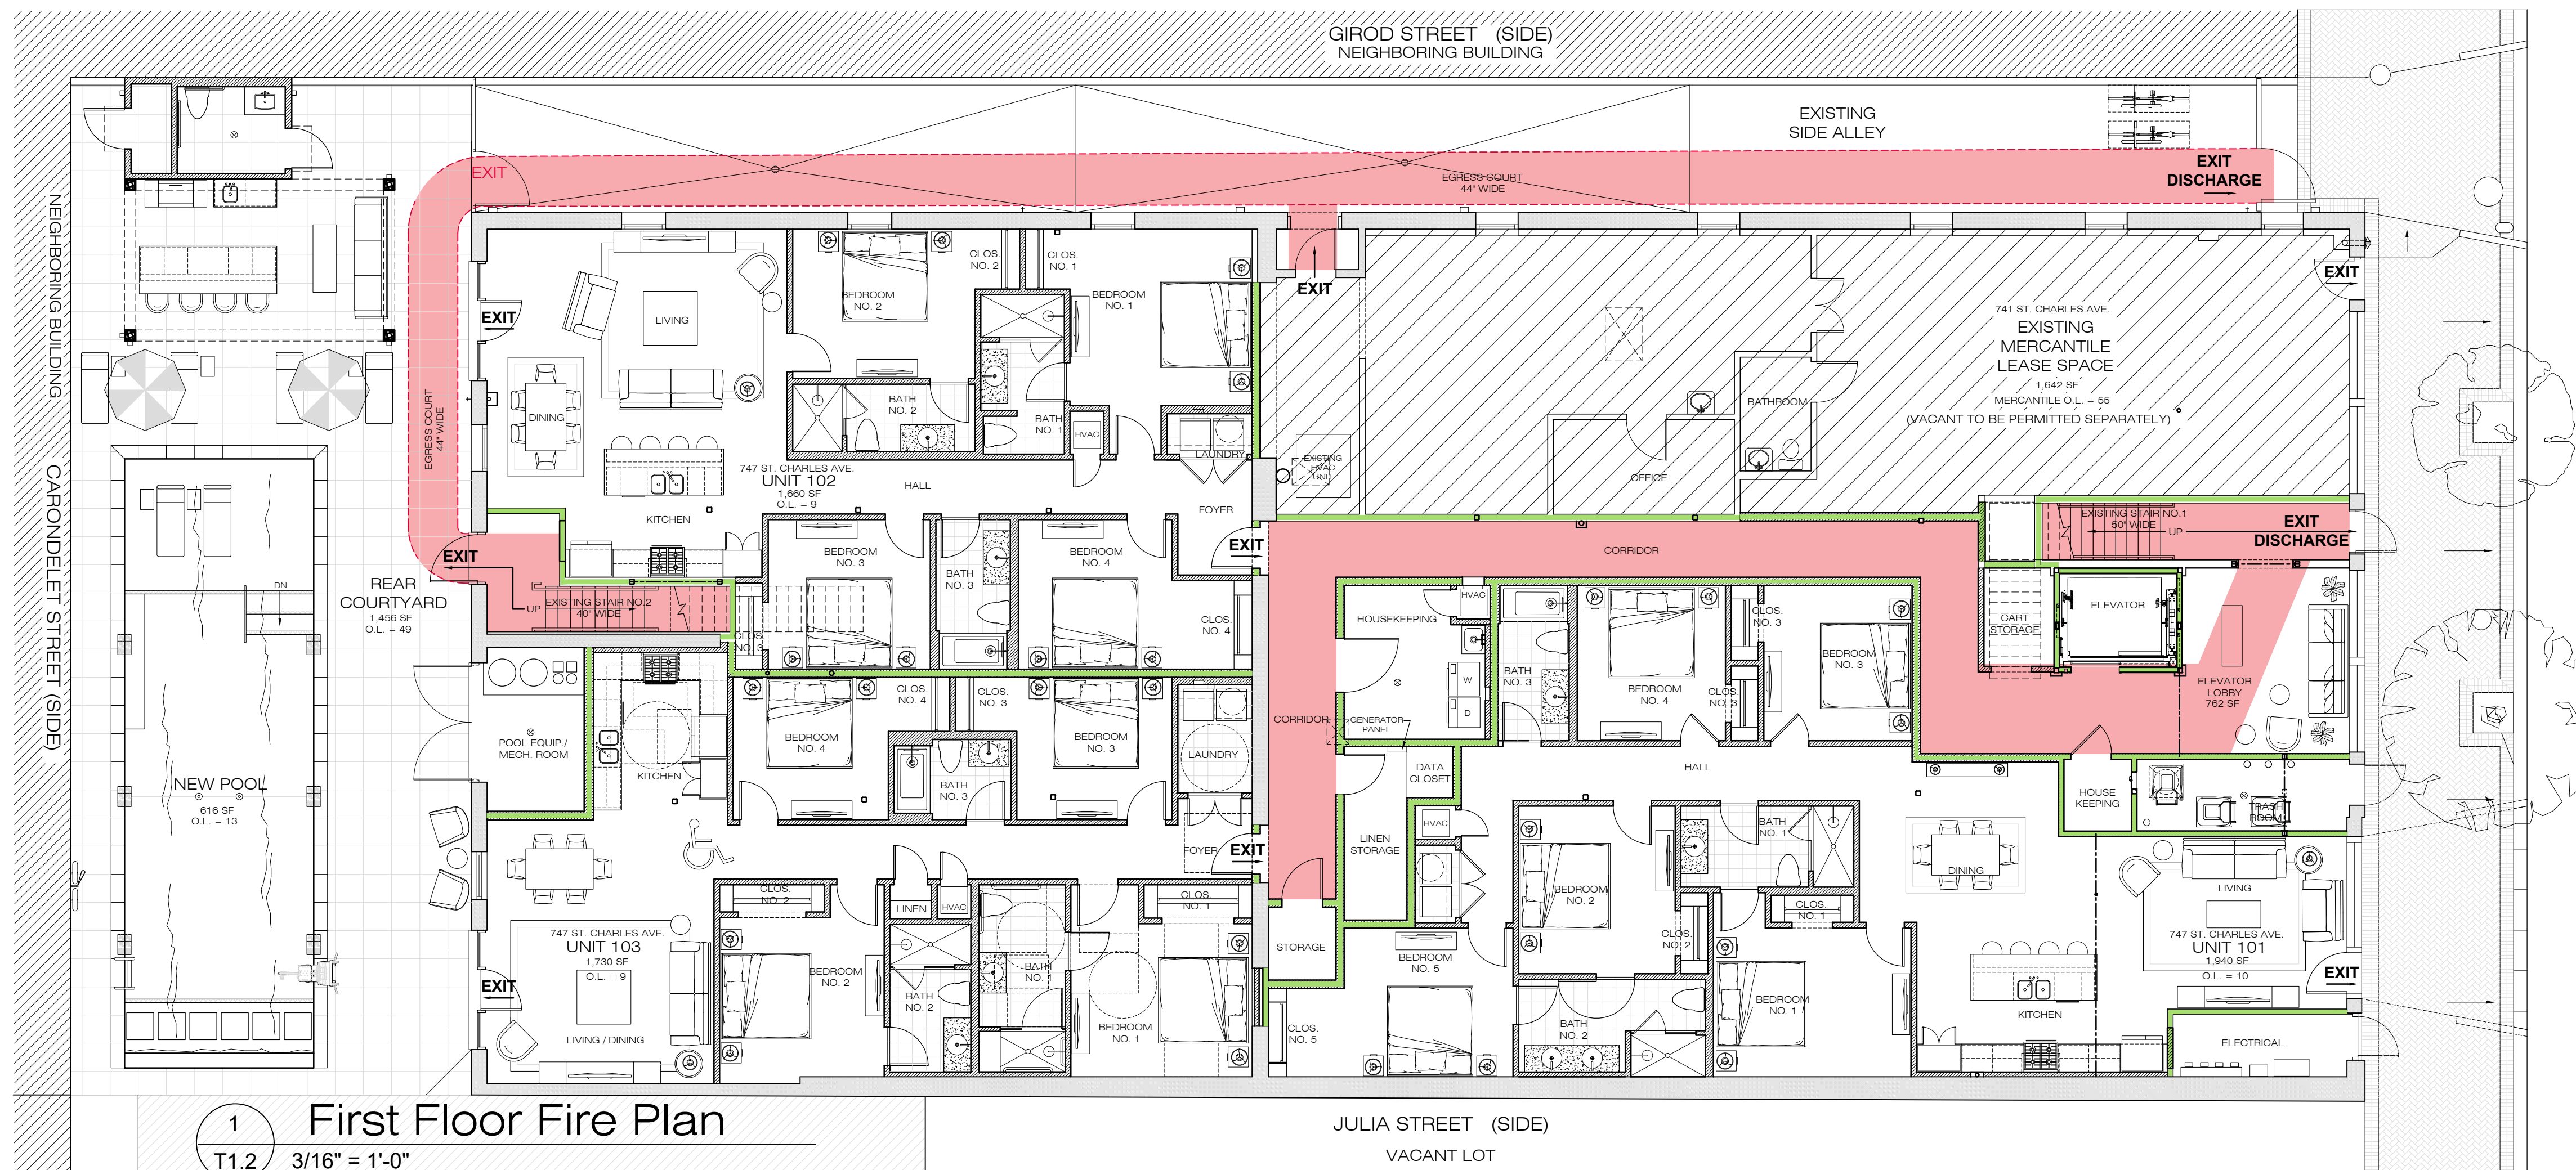 GIROD STREET (SIDE)
NEIGHBORING BUILDING
EXISTING
SIDE ALLEY
EXIT
EGRESS COURT
44" WIDE
EXIT
DISCHARGE
NEIGHBORING BUILDING
CARONDELET STREET (SIDE)
EGRESS COURT
44" WIDE
EXIT
LIVING
DINING
BEDROOM
NO. 2
CLOS.
NO. 2
CLOS.
NO. 1
BEDROOM
NO. 1
BATH
NO. 2
BATH
NO. 1
HVAC
LAUNDRY
747 ST. CHARLES AVE.
UNIT 102
1,660 SF
O.L. = 9
HALL
KITCHEN
FOYER
EXIT
BEDROOM
NO. 3
BATH
NO. 3
BEDROOM
NO. 4
CLOS.
NO. 4
CLOS.
NO. 3
EXIT
UP
EXISTING STAIR NO.2
40" WIDE
REAR
COURTYARD
1,456 SF
O.L. = 49
DN
NEW POOL
616 SF
O.L. = 13
POOL EQUIP./
MECH. ROOM
KITCHEN
BEDROOM
NO. 4
CLOS.
NO. 4
CLOS.
NO. 3
BATH
NO. 3
BEDROOM
NO. 3
LAUNDRY
FOYER
EXIT
CLOS.
NO. 2
LINEN
HVAC
CLOS.
NO. 1
747 ST. CHARLES AVE.
UNIT 103
1,730 SF
O.L. = 9
EXIT
LIVING / DINING
BEDROOM
NO. 2
BATH
NO. 2
BATH
NO. 1
BEDROOM
NO. 1
EXIT
EXISTING
HVAC
UNIT
OFFICE
BATHROOM
741 ST. CHARLES AVE.
EXISTING
MERCANTILE
LEASE SPACE
1,642 SF
MERCANTILE O.L. = 55
(VACANT TO BE PERMITTED SEPARATELY)
EXIT
EXISTING STAIR NO.1
50" WIDE
UP
EXIT
DISCHARGE
CORRIDOR
CORRIDOR
HOUSEKEEPING
HVAC
W
D
GENERATOR
PANEL
DATA
CLOSET
LINEN
STORAGE
HVAC
STORAGE
BATH
NO. 3
BEDROOM
NO. 4
CLOS.
NO. 3
CLOS.
NO. 3
BEDROOM
NO. 3
CART
STORAGE
ELEVATOR
ELEVATOR
LOBBY
762 SF
HALL
HOUSE
KEEPING
TRASH
ROOM
BEDROOM
NO. 2
BATH
NO. 1
CLOS.
NO. 1
CLOS.
NO. 2
DINING
LIVING
747 ST. CHARLES AVE.
UNIT 101
1,940 SF
O.L. = 10
EXIT
BEDROOM
NO. 5
CLOS.
NO. 5
BATH
NO. 2
BEDROOM
NO. 1
KITCHEN
ELECTRICAL
1
T1.2
First Floor Fire Plan
3/16" = 1'-0"
JULIA STREET (SIDE)
VACANT LOT